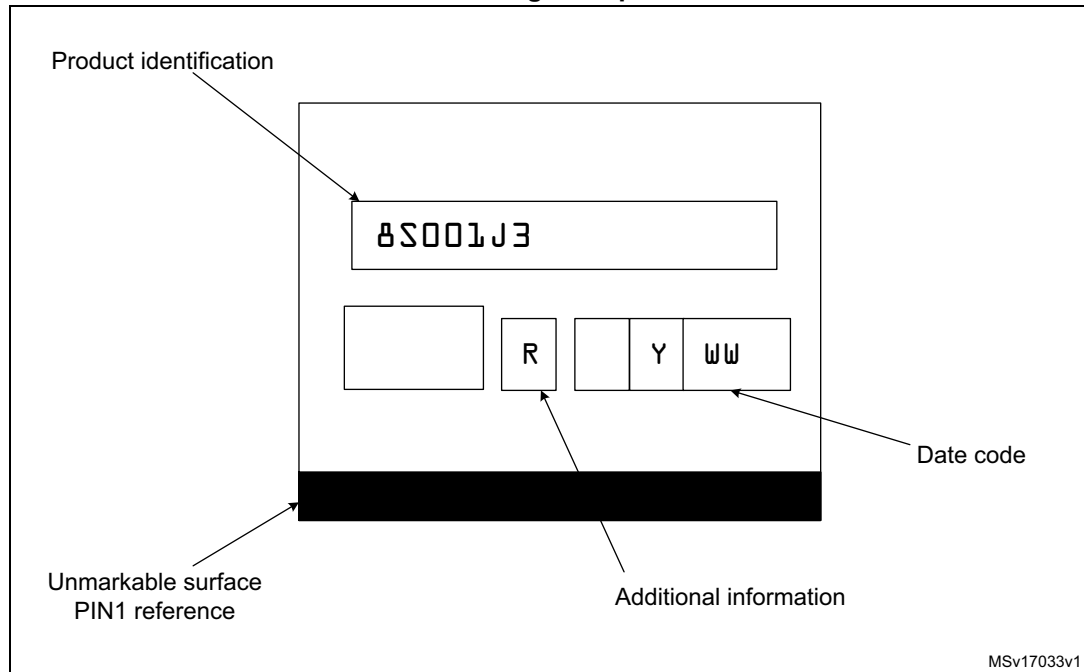 Product identification
8S001J3
R Y WW
Date code
Unmarkable surface
PIN1 reference
Additional information
MSv17033v1